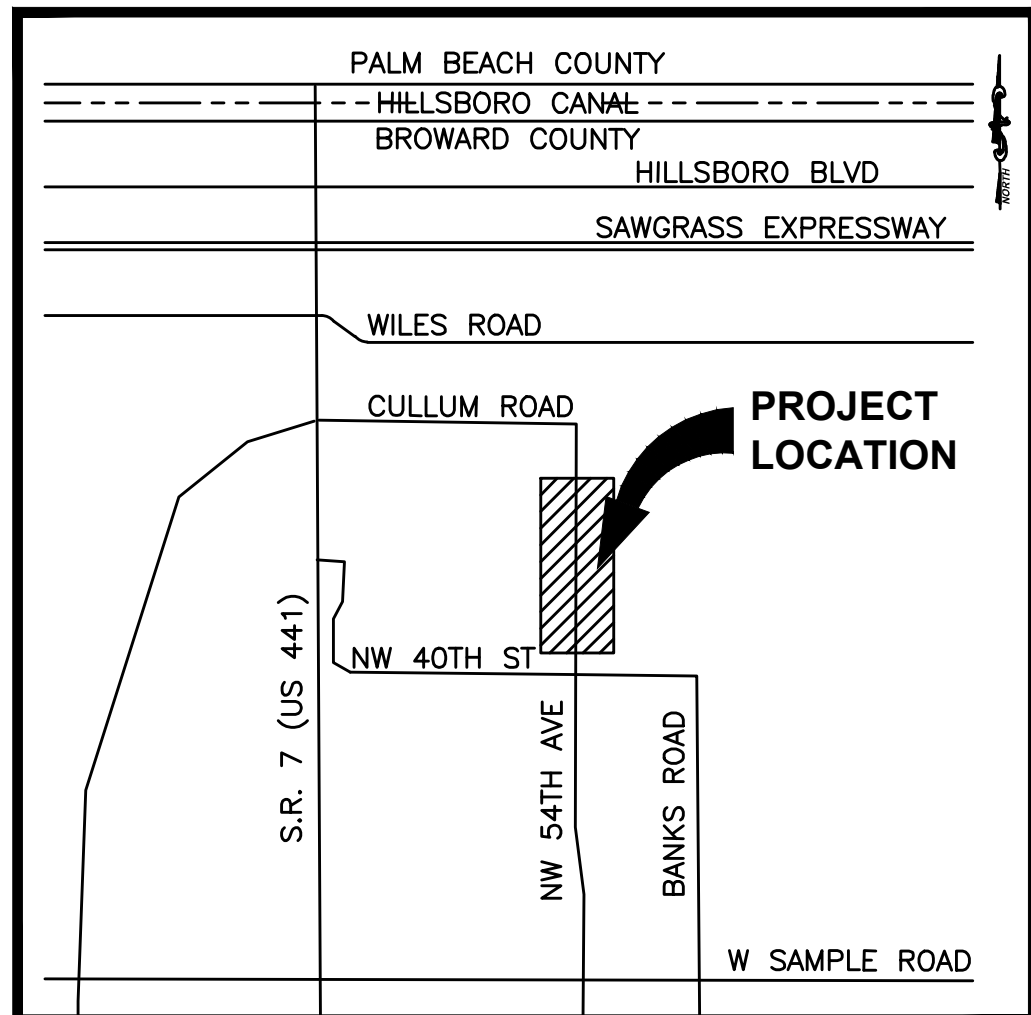 PALM BEACH COUNTY
HILLSBORO CANAL
BROWARD COUNTY
HILLSBORO BLVD
NORTH
SAWGRASS EXPRESSWAY
WILES ROAD
CULLUM ROAD
PROJECT
LOCATION
S.R. 7 (US 441)
NW 40TH ST
NW 54TH AVE
BANKS ROAD
W SAMPLE ROAD